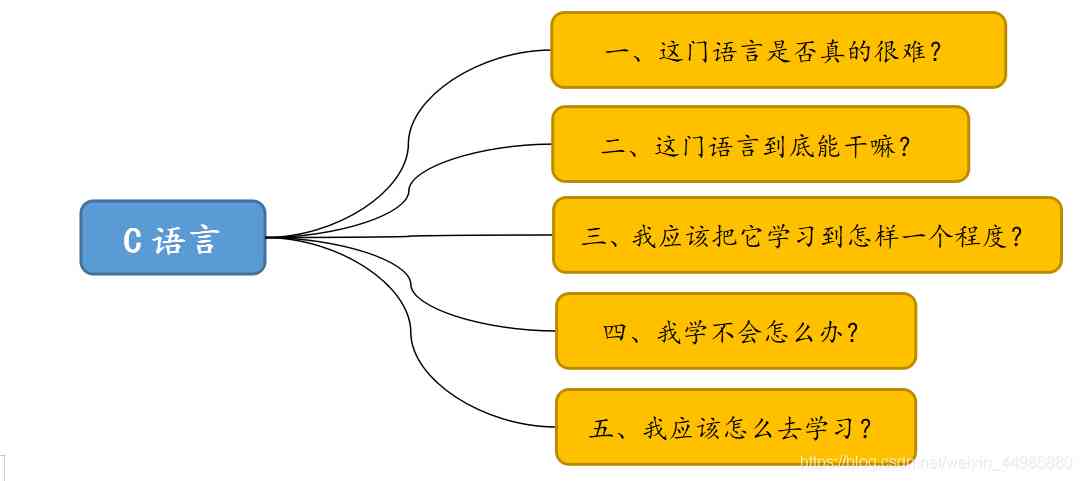 一、这门语言是否真的很难?
二、这门语言到底能干嘛?
C 语言
三、我应该把它学习到怎样一个程度?
四、我学不会怎么办?
五、我应该怎么去学习?
https://blog.csdn.net/weiyin_44985880